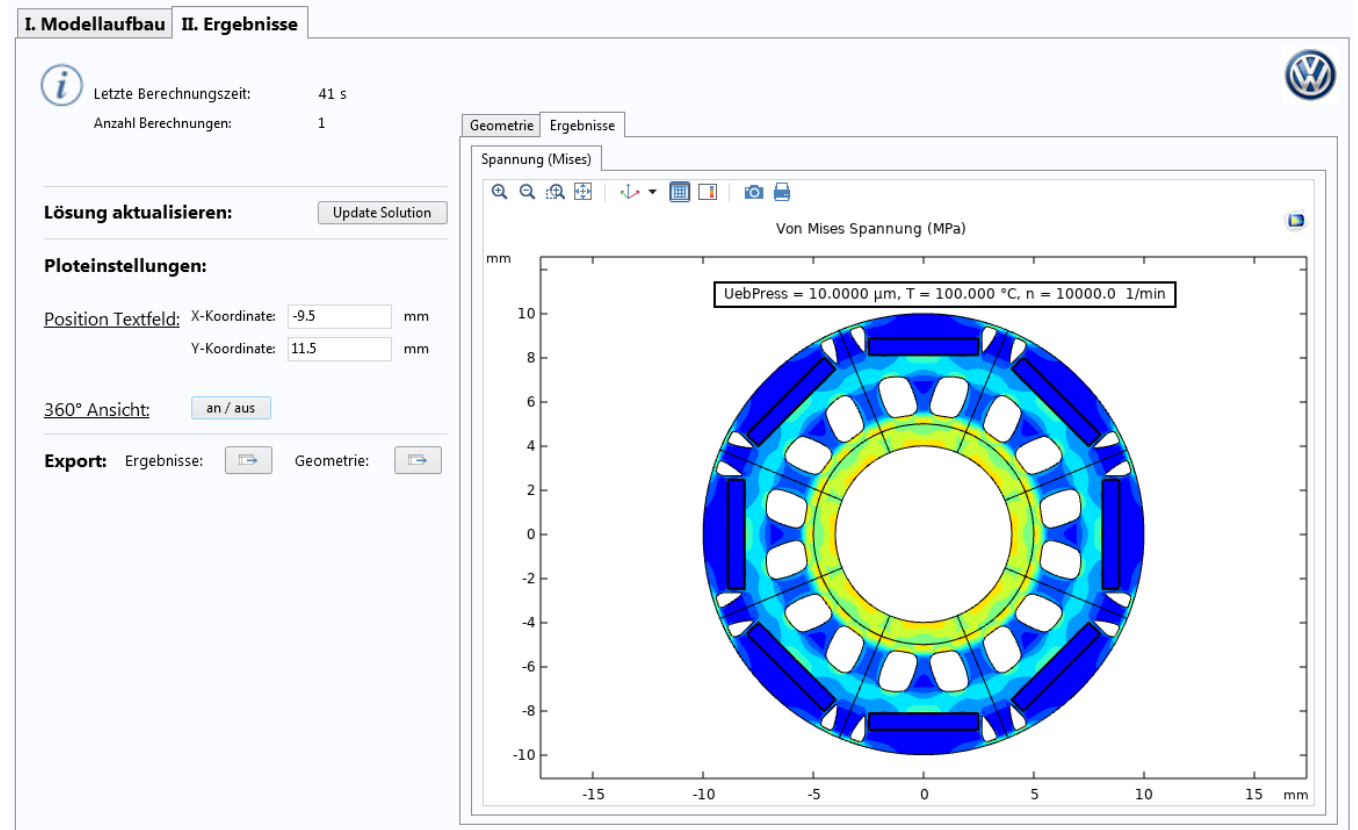 I. Modellaufbau II. Ergebnisse
Letzte Berechnungszeit: 41 s
Anzahl Berechnungen: 1
Lösung aktualisieren: Update Solution
Ploteinstellungen:
Position Textfeld: X-Koordinate: -9.5 mm
Y-Koordinate: 11.5 mm
360° Ansicht: an / aus
Export: Ergebnisse: Geometrie:
Geometrie Ergebnisse
Spannung (Mises)
Von Mises Spannung (MPa)
mm
UebPress = 10.0000 µm, T = 100.000 °C, n = 10000.0 1/min
10
8
6
4
2
0
-2
-4
-6
-8
-10
-15 -10 -5 0 5 10 15 mm